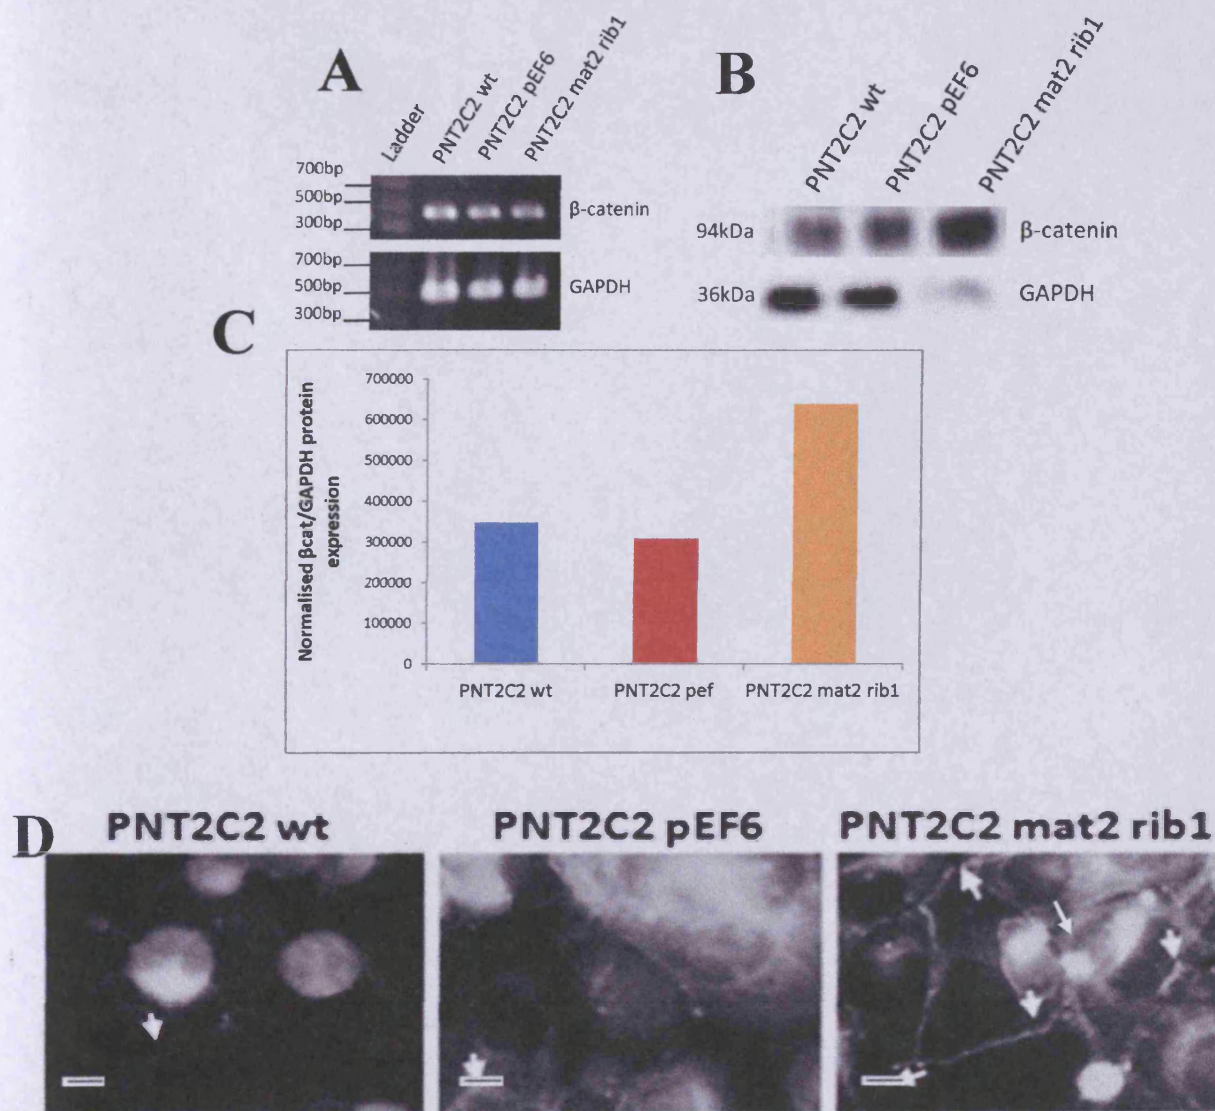 A
Ladder
PNT2C2 wt
PNT2C2 pEF6
PNT2C2 mat2 rib1
700bp
500bp
300bp
β-catenin
700bp
500bp
300bp
GAPDH
B
PNT2C2 wt
PNT2C2 pEF6
PNT2C2 mat2 rib1
94kDa
β-catenin
36kDa
GAPDH
C
Normalised βcat/GAPDH protein
expression
700000
600000
500000
400000
300000
200000
100000
0
PNT2C2 wt
PNT2C2 pef
PNT2C2 mat2 rib1
D
PNT2C2 wt
PNT2C2 pEF6
PNT2C2 mat2 rib1